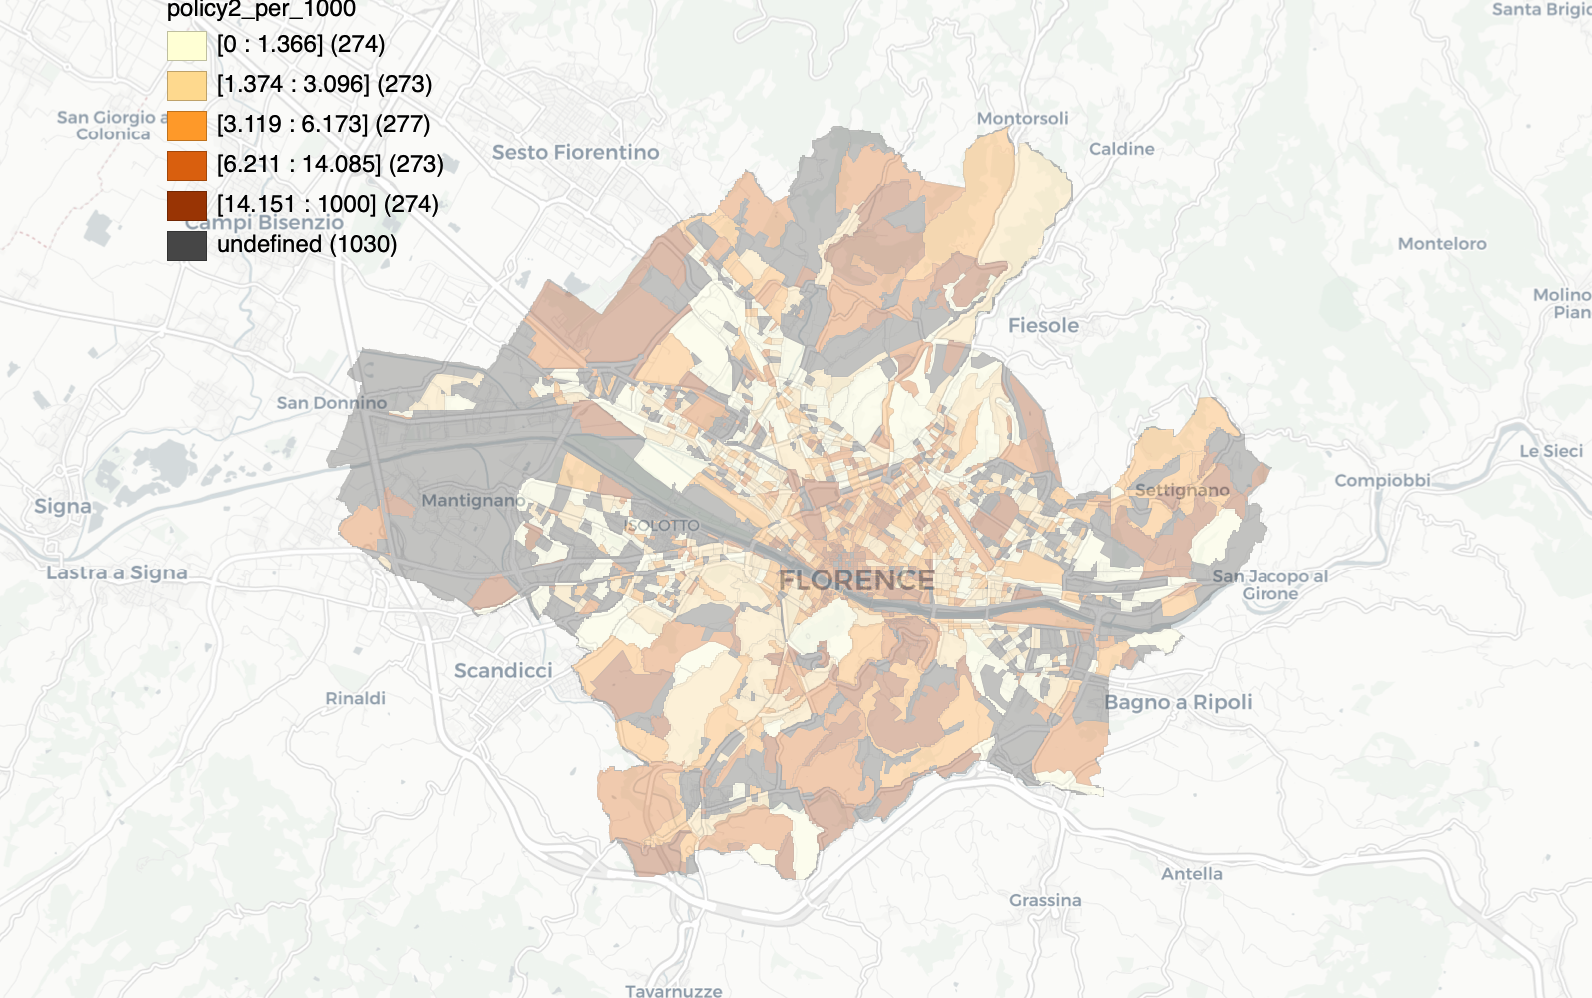 policy2_per_1000
[0 : 1.366] (274)
[1.374 : 3.096] (273)
[3.119 : 6.173] (277)
[6.211 : 14.085] (273)
[14.151 : 1000] (274)
undefined (1030)
Santa Brigic
San Giorgio a
Colonica
Montorsoli
Caldine
Sesto Fiorentino
Campi Bisenzio
Monteloro
Molino
Pian
Fiesole
San Donnino
Le Sieci
Compiobbi
Settignano
Signa
Mantignano
ISOLOTTO
Lastra a Signa
FLORENCE
San Jacopo al
Girone
Scandicci
Rinaldi
Bagno a Ripoli
Antella
Grassina
Tavarnuzze